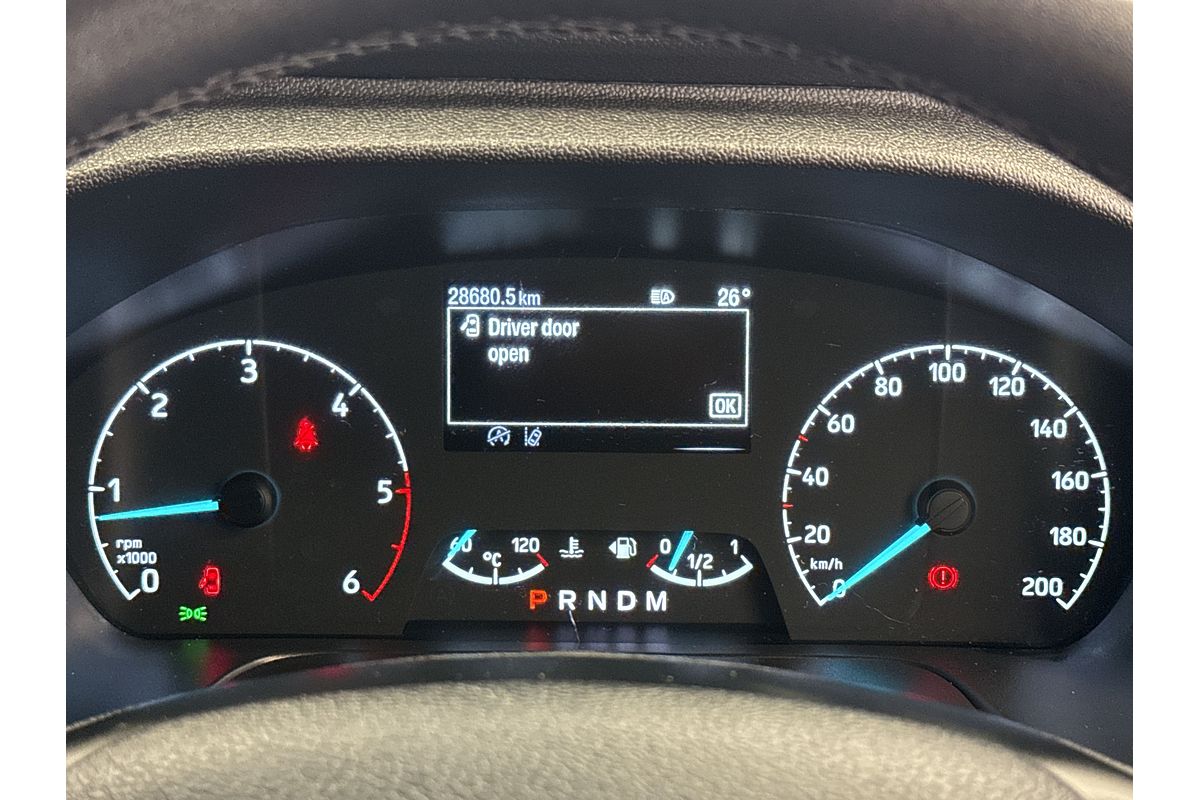 28680.5 km A 26°
Driver door
open
OK
A
0 1 2 3 4 5 6
rpm
x1000
60 120
°C
0 1/2 1
P R N D M
0 20 40 60 80 100 120 140 160 180 200
km/h